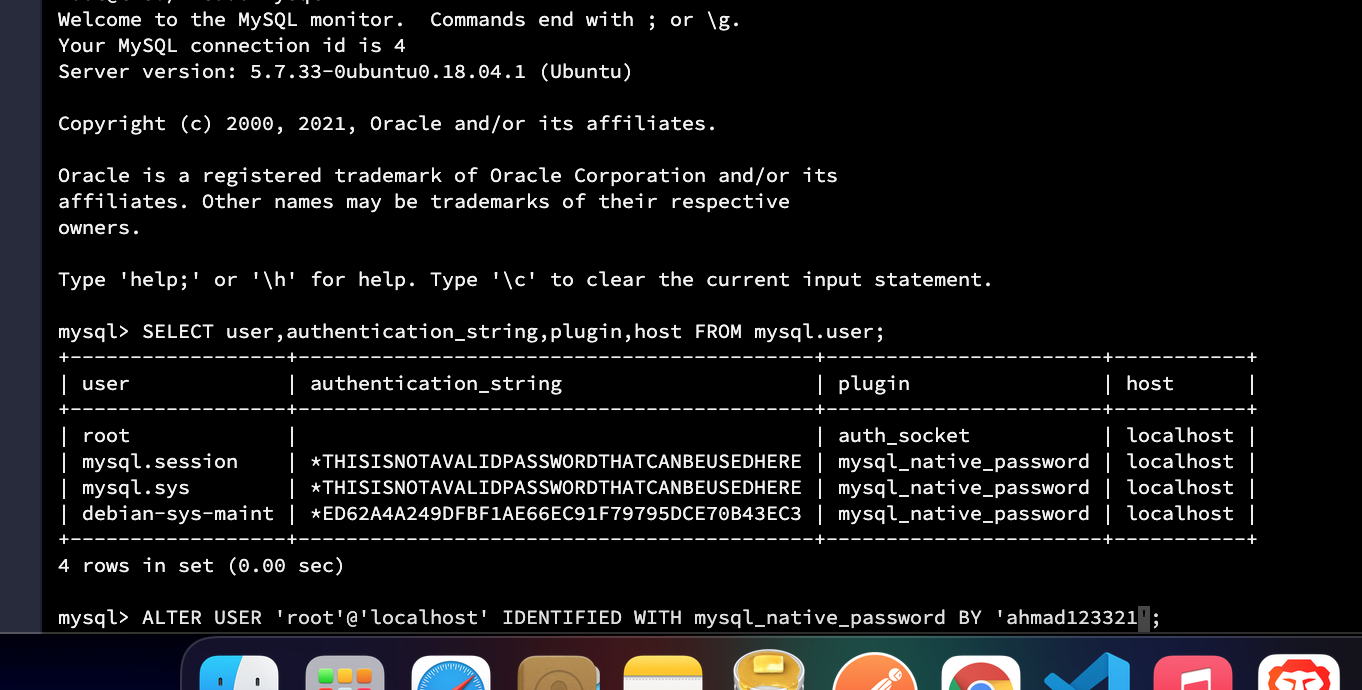 Welcome to the MySQL monitor.  Commands end with ; or \g.
Your MySQL connection id is 4
Server version: 5.7.33-0ubuntu0.18.04.1 (Ubuntu)
Copyright (c) 2000, 2021, Oracle and/or its affiliates.
Oracle is a registered trademark of Oracle Corporation and/or its
affiliates. Other names may be trademarks of their respective
owners.
Type 'help;' or '\h' for help. Type '\c' to clear the current input statement.
mysql> SELECT user,authentication_string,plugin,host FROM mysql.user;
+------------------+-------------------------------------------+-----------------------+-----------+
| user             | authentication_string                     | plugin                | host      |
+------------------+-------------------------------------------+-----------------------+-----------+
| root             |                                           | auth_socket           | localhost |
| mysql.session    | *THISISNOTAVALIDPASSWORDTHATCANBEUSEDHERE | mysql_native_password | localhost |
| mysql.sys        | *THISISNOTAVALIDPASSWORDTHATCANBEUSEDHERE | mysql_native_password | localhost |
| debian-sys-maint | *ED62A4A249DFBF1AE66EC91F79795DCE70B43EC3 | mysql_native_password | localhost |
+------------------+-------------------------------------------+-----------------------+-----------+
4 rows in set (0.00 sec)
mysql> ALTER USER 'root'@'localhost' IDENTIFIED WITH mysql_native_password BY 'ahmad123321';